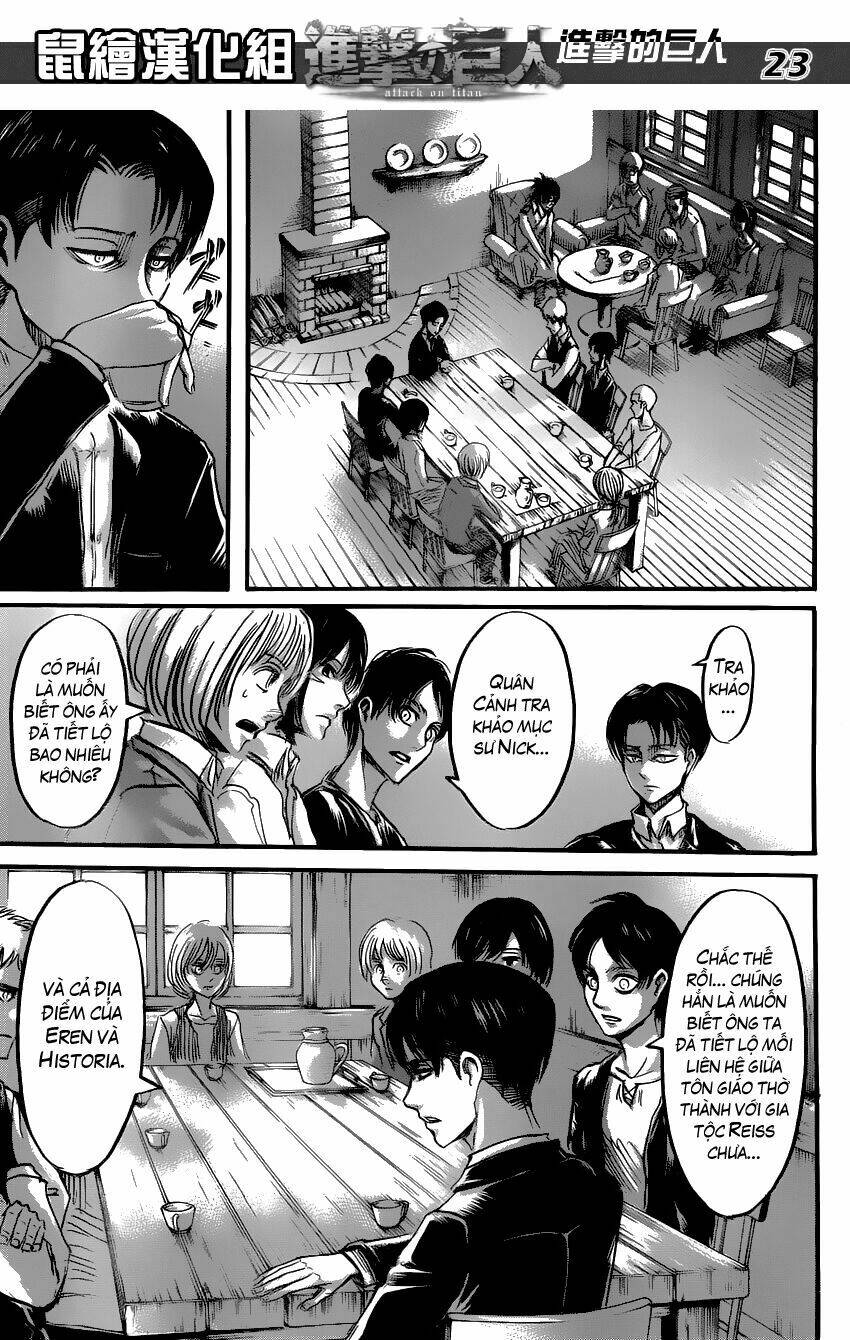 鼠繪漢化組
進撃の巨人
attack on titan
進擊的巨人
23
ズズ
TRA
KHẢO
...
QUÂN
CẢNH TRA
KHẢO MỤC
SƯ NICK...
CÓ PHẢI
LÀ MUỐN
BIẾT ÔNG ẤY
ĐÃ TIẾT LỘ
BAO NHIÊU
KHÔNG?
CHẮC THẾ
RỒI... CHÚNG
HẲN LÀ MUỐN
BIẾT ÔNG TA
ĐÃ TIẾT LỘ MỐI
LIÊN HỆ GIỮA
TÔN GIÁO THỜ
THÀNH VỚI GIA
TỘC REISS
CHƯA...
VÀ CẢ ĐỊA
ĐIỂM CỦA
EREN VÀ
HISTORIA.